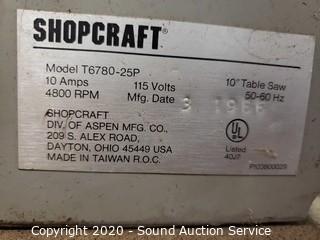 SHOPCRAFT®
Model T6780-25P 10" Table Saw
10 Amps 115 Volts 50-60 Hz
4800 RPM Mfg. Date 3
SHOPCRAFT
DIV. OF ASPEN MFG. CO.
209 S. ALEX ROAD,
DAYTON, OHIO 45449 USA
MADE IN TAIWAN R.O.C.
UL
Listed
Copyright 2020 - Sound Auction Service